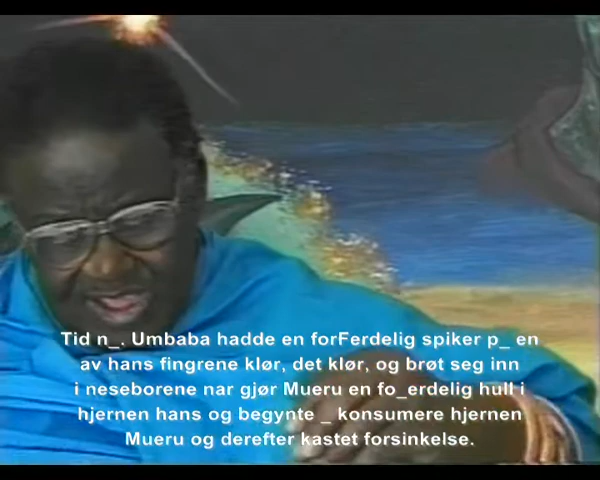 Tid n_. Umbaba hadde en forFerdelig spiker p_ en
av hans fingrene klør, det klør, og brøt seg inn
i neseborene nar gjør Mueru en fo_erdelig hull i
hjernen hans og begynte _ konsumere hjernen
Mueru og derefter kastet forsinkelse.